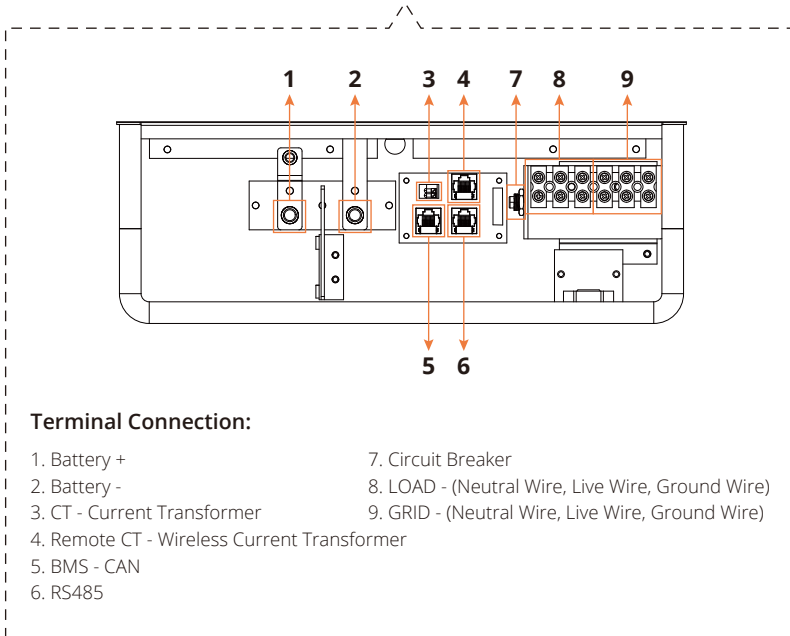 1 2 3 4 7 8 9
5 6
Terminal Connection:
1. Battery +
2. Battery -
3. CT - Current Transformer
4. Remote CT - Wireless Current Transformer
5. BMS - CAN
6. RS485
7. Circuit Breaker
8. LOAD - (Neutral Wire, Live Wire, Ground Wire)
9. GRID - (Neutral Wire, Live Wire, Ground Wire)